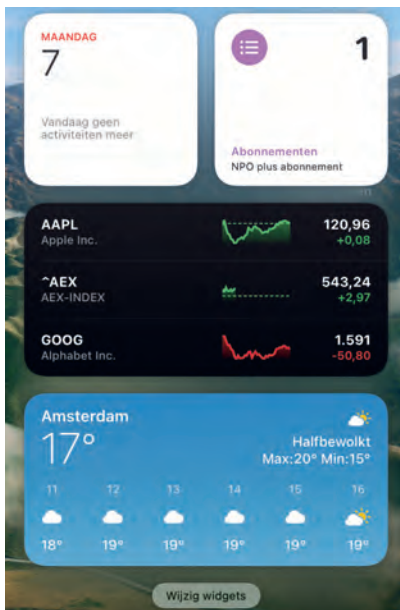 MAANDAG
7
Vandaag geen
activiteiten meer
1
Abonnementen
NPO plus abonnement
AAPL
Apple Inc.
120,96
+0,08
^AEX
AEX-INDEX
543,24
+2,97
GOOG
Alphabet Inc.
1.591
-50,80
Amsterdam
17°
Halfbewolkt
Max:20° Min:15°
11 12 13 14 15 16
18° 19° 19° 19° 19° 19°
Wijzig widgets